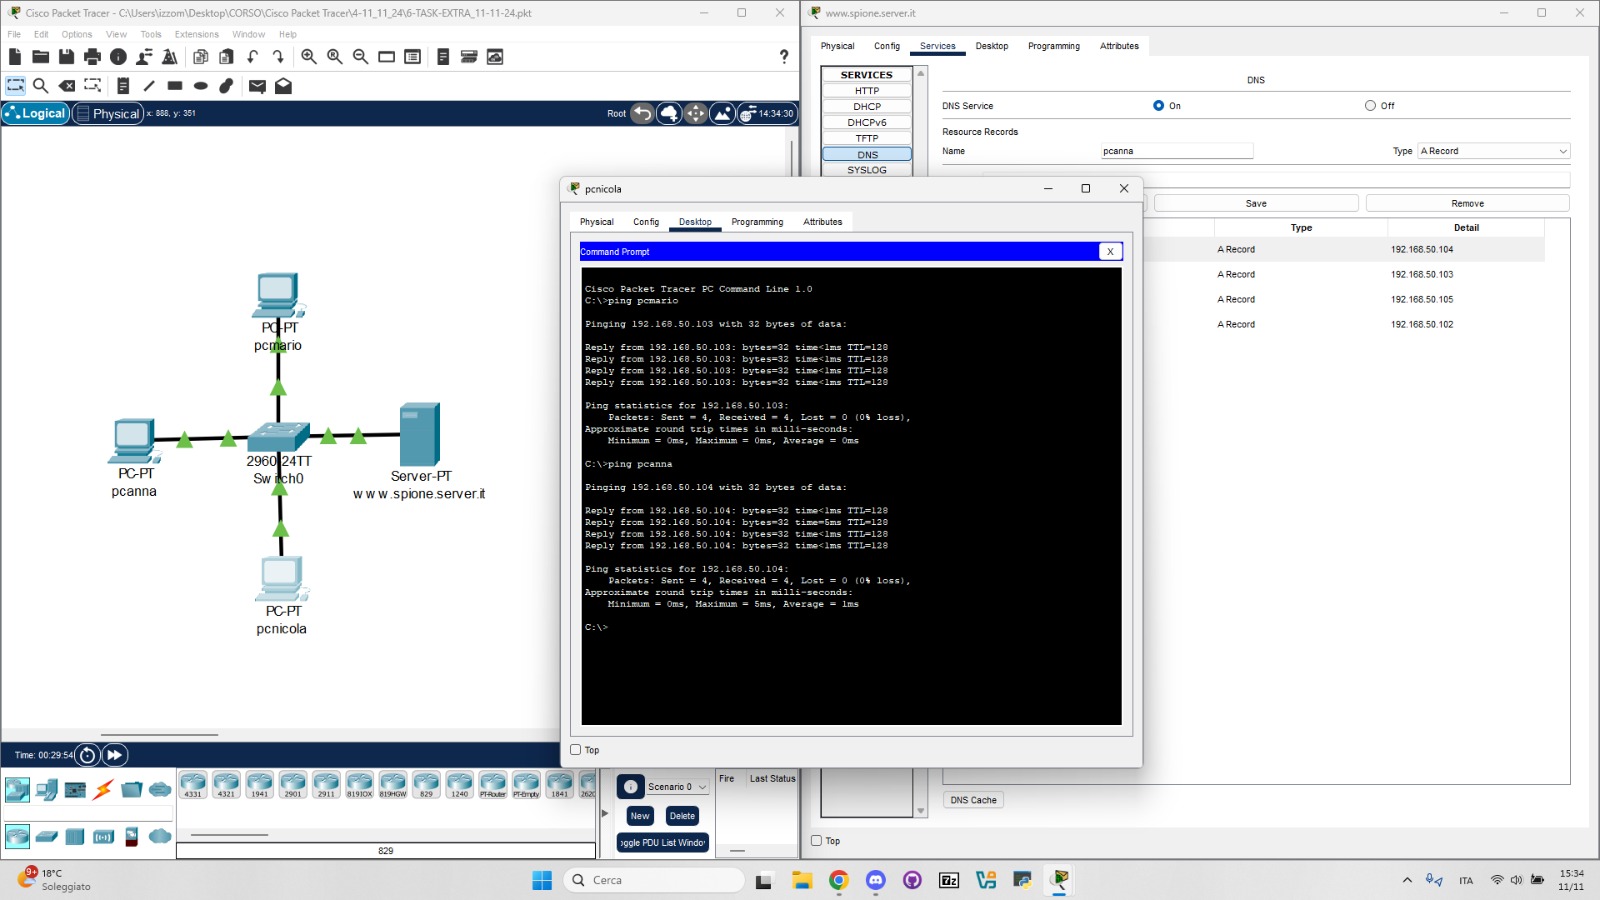 Cisco Packet Tracer - C:\Users\izzom\Desktop\CORSO\Cisco Packet Tracer\4-11_11_24\6-TASK-EXTRA_11-11-24.pkt
File Edit Options View Tools Extensions Window Help
Logical Physical x: 888, y: 351
Root 14:34:30
PC-PT
pcmario
PC-PT
pcanna
2960-24TT
Switch0
Server-PT
www.spione.server.it
PC-PT
pcnicola
Time: 00:29:54
4331 4321 1941 2901 2911 819IOX 819HGW 829 1240 PT-Router PT-Empty 1841 2620
829
Scenario 0
New Delete
Fire Last Status
www.spione.server.it
Physical Config Services Desktop Programming Attributes
SERVICES
HTTP
DHCP
DHCPv6
TFTP
DNS
SYSLOG
DNS
DNS Service On Off
Resource Records
Name pcanna Type A Record
Save Remove
Type Detail
A Record 192.168.50.104
A Record 192.168.50.103
A Record 192.168.50.105
A Record 192.168.50.102
DNS Cache
Top
pcnicola
Physical Config Desktop Programming Attributes
Command Prompt X
Cisco Packet Tracer PC Command Line 1.0
C:\>ping pcmario
Pinging 192.168.50.103 with 32 bytes of data:
Reply from 192.168.50.103: bytes=32 time<1ms TTL=128
Reply from 192.168.50.103: bytes=32 time<1ms TTL=128
Reply from 192.168.50.103: bytes=32 time<1ms TTL=128
Reply from 192.168.50.103: bytes=32 time<1ms TTL=128
Ping statistics for 192.168.50.103:
Packets: Sent = 4, Received = 4, Lost = 0 (0% loss),
Approximate round trip times in milli-seconds:
Minimum = 0ms, Maximum = 0ms, Average = 0ms
C:\>ping pcanna
Pinging 192.168.50.104 with 32 bytes of data:
Reply from 192.168.50.104: bytes=32 time<1ms TTL=128
Reply from 192.168.50.104: bytes=32 time=5ms TTL=128
Reply from 192.168.50.104: bytes=32 time<1ms TTL=128
Reply from 192.168.50.104: bytes=32 time<1ms TTL=128
Ping statistics for 192.168.50.104:
Packets: Sent = 4, Received = 4, Lost = 0 (0% loss),
Approximate round trip times in milli-seconds:
Minimum = 0ms, Maximum = 5ms, Average = 1ms
C:\>
Top
oggle PDU List Windo
9+ 18°C
Soleggiato
Cerca
7z
ITA
15:34
11/11